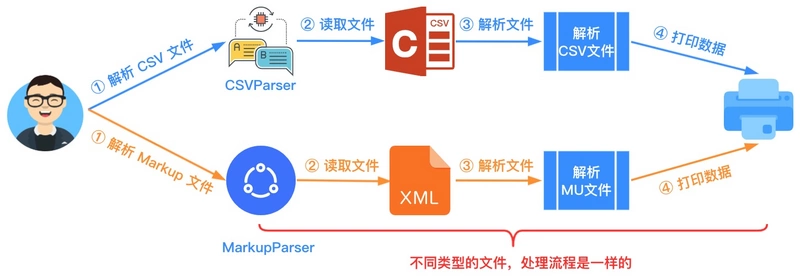 ① 解析 CSV 文件
CSVParser
② 读取文件
C
CSV
③ 解析文件
解析
CSV文件
④ 打印数据
A
B
① 解析 Markup 文件
MarkupParser
② 读取文件
XML
③ 解析文件
解析
MU文件
④ 打印数据
不同类型的文件，处理流程是一样的